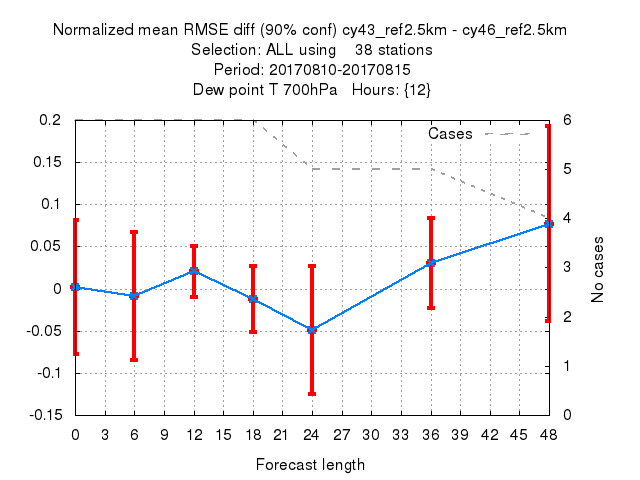 Normalized mean RMSE diff (90% conf) cy43_ref2.5km - cy46_ref2.5km
Selection: ALL using    38 stations
Period: 20170810-20170815
Dew point T 700hPa   Hours: {12}
Cases
0.2
0.15
0.1
0.05
0
-0.05
-0.1
-0.15
6
5
4
3
2
1
0
No cases
0 3 6 9 12 15 18 21 24 27 30 33 36 39 42 45 48
Forecast length